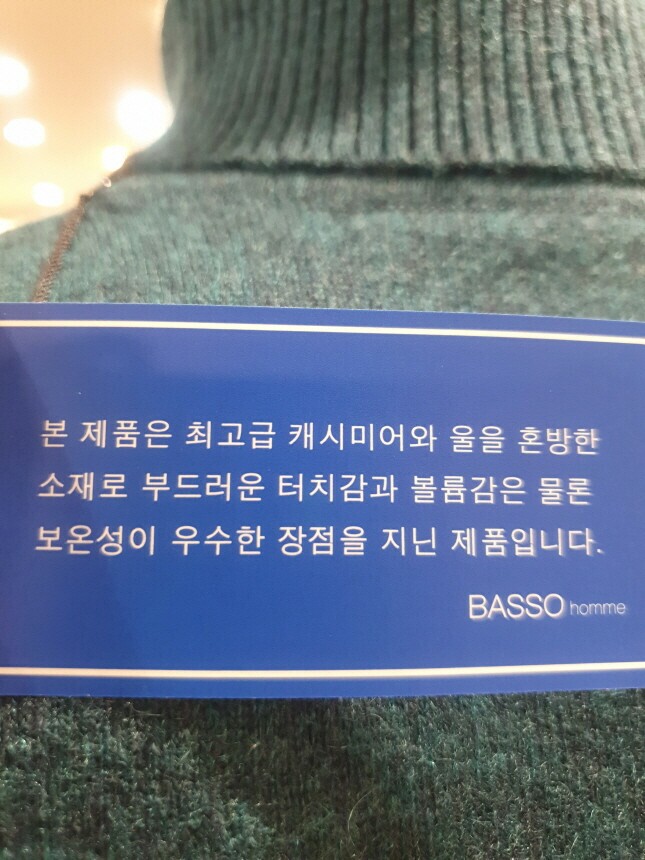 본 제품은 최고급 캐시미어와 울을 혼방한
소재로 부드러운 터치감과 볼륨감은 물론
보온성이 우수한 장점을 지닌 제품입니다.
BASSO homme